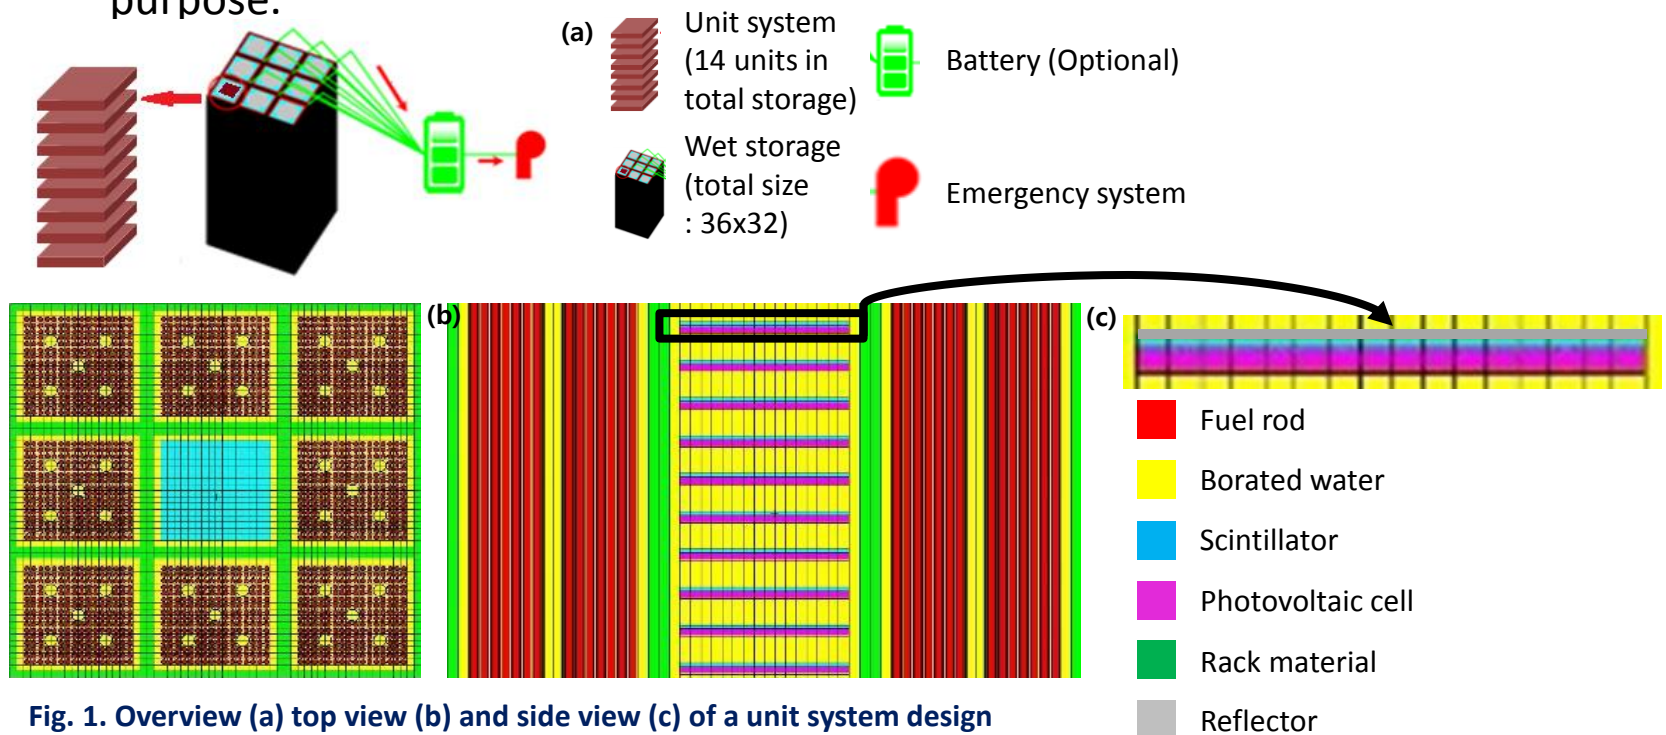 purpose.
(a)
Unit system
(14 units in
total storage)
Battery (Optional)
Wet storage
(total size
: 36x32)
Emergency system
(b)
(c)
Fuel rod
Borated water
Scintillator
Photovoltaic cell
Rack material
Reflector
Fig. 1. Overview (a) top view (b) and side view (c) of a unit system design